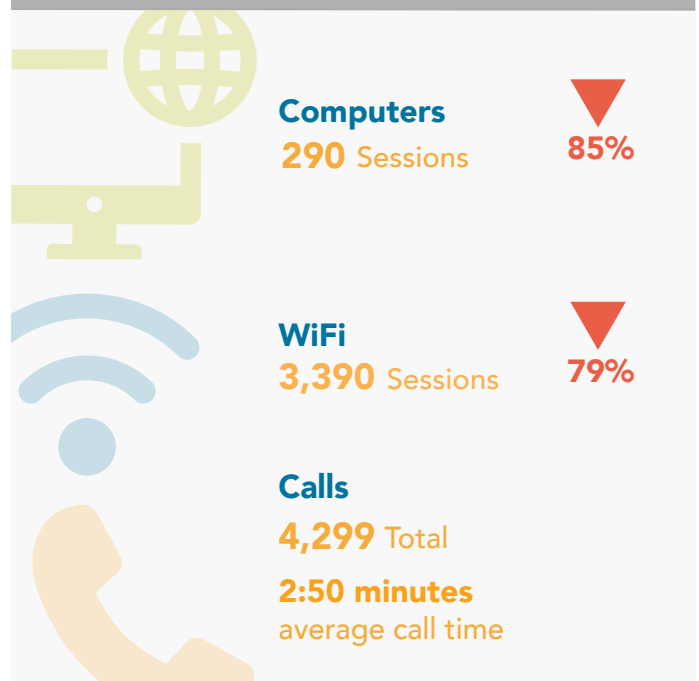 Computers
290 Sessions
85%
WiFi
3,390 Sessions
79%
Calls
4,299 Total
2:50 minutes
average call time